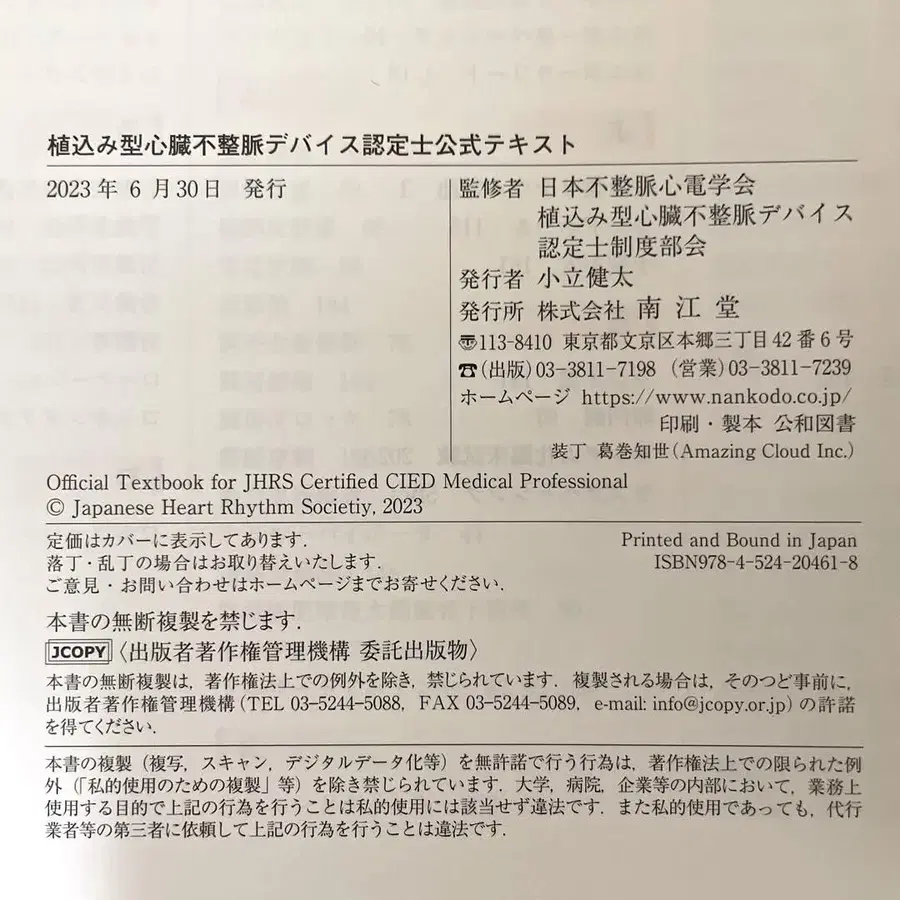 植込み型心臓不整脈デバイス認定士公式テキスト
2023年 6 月30日　発行
監修者　日本不整脈心電学会
植込み型心臓不整脈デバイス
認定士制度部会
発行者　小立健太
発行所　株式会社 南 江 堂
〠113-8410　東京都文京区本郷三丁目42番6号
☎(出版)03-3811-7198　(営業)03-3811-7239
ホームページ　https://www.nankodo.co.jp/
印刷・製本　公和図書
装丁　葛巻知世(Amazing Cloud Inc.)
Official Textbook for JHRS Certified CIED Medical Professional
© Japanese Heart Rhythm Societiy, 2023
定価はカバーに表示してあります.
落丁・乱丁の場合はお取り替えいたします.
ご意見・お問い合わせはホームページまでお寄せください.
Printed and Bound in Japan
ISBN978-4-524-20461-8
本書の無断複製を禁じます.
JCOPY〈出版者著作権管理機構 委託出版物〉
本書の無断複製は, 著作権法上での例外を除き, 禁じられています. 複製される場合は, そのつど事前に,
出版者著作権管理機構(TEL 03-5244-5088, FAX 03-5244-5089, e-mail: info@jcopy.or.jp)の許諾
を得てください.
本書の複製(複写, スキャン, デジタルデータ化等)を無許諾で行う行為は, 著作権法上での限られた例
外(「私的使用のための複製」等)を除き禁じられています. 大学, 病院, 企業等の内部において, 業務上
使用する目的で上記の行為を行うことは私的使用には該当せず違法です. また私的使用であっても, 代行
業者等の第三者に依頼して上記の行為を行うことは違法です.